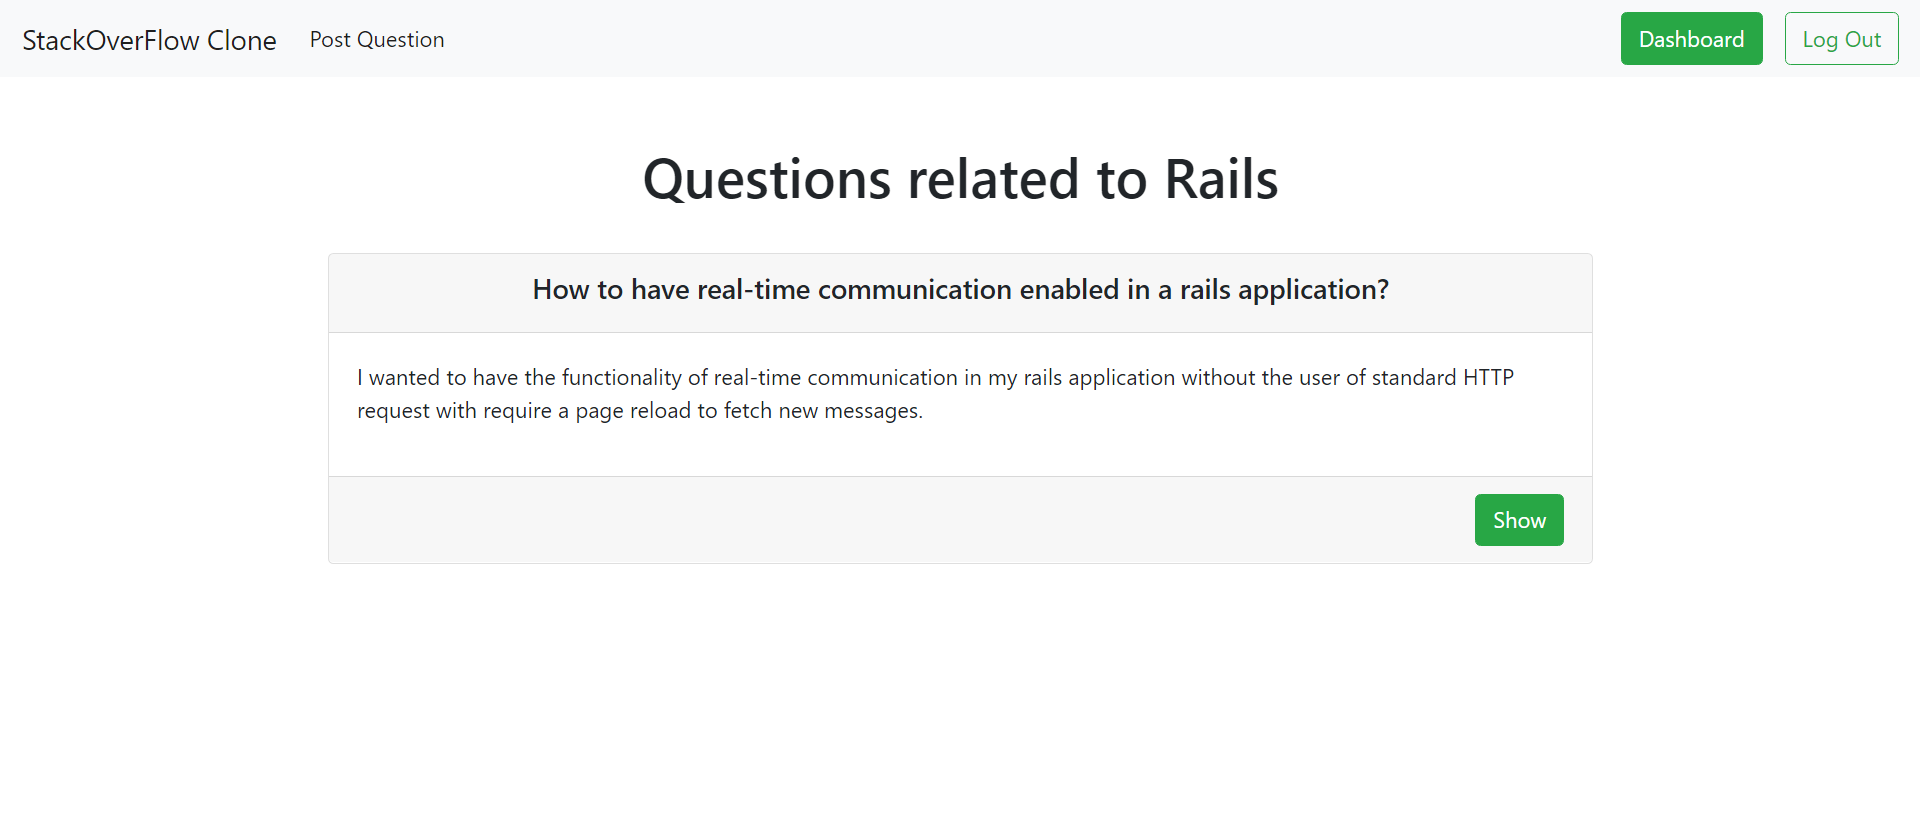 StackOverFlow Clone Post Question Dashboard Log Out
Questions related to Rails
How to have real-time communication enabled in a rails application?
I wanted to have the functionality of real-time communication in my rails application without the user of standard HTTP
request with require a page reload to fetch new messages.
Show